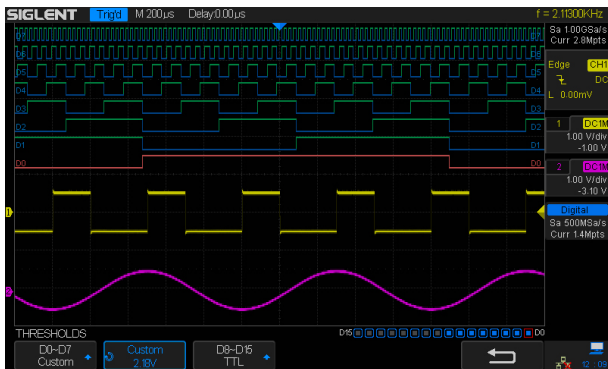 SIGLENT Trig'd M 200µs Delay:0.00µs f = 2.11300KHz
Sa 1.00GSa/s
Curr 2.8Mpts
D7 D7
D6 D6
Edge CH1
D5 D5
DC
D4 D4
L 0.00mV
D3 D3
D2 D2
1 DC1M
D1 D1
1.00 V/div
-1.00 V
D0 D0
2 DC1M
1.00 V/div
-3.10 V
1
Digital
Sa 500MSa/s
Curr 1.4Mpts
2
THRESHOLDS D15 D0
D0~D7 Custom D8~D15
Custom 2.18V TTL
12:09